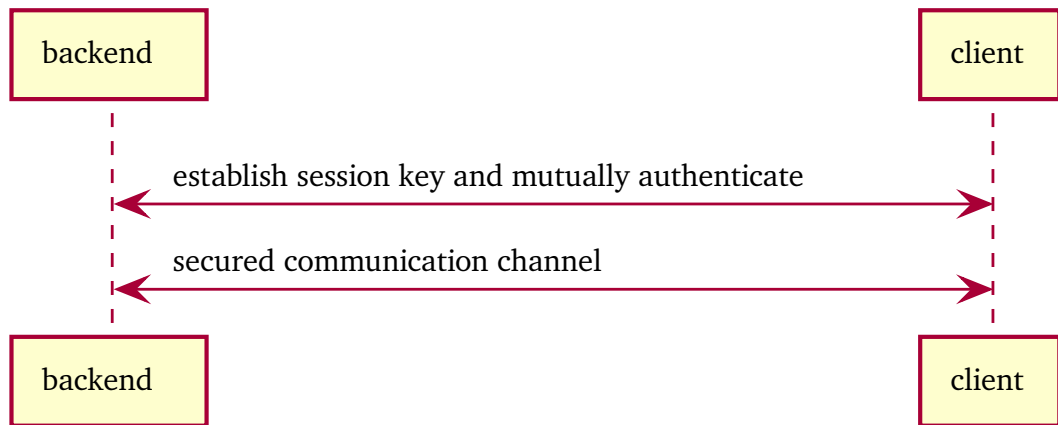 backend
client
establish session key and mutually authenticate
secured communication channel
backend
client